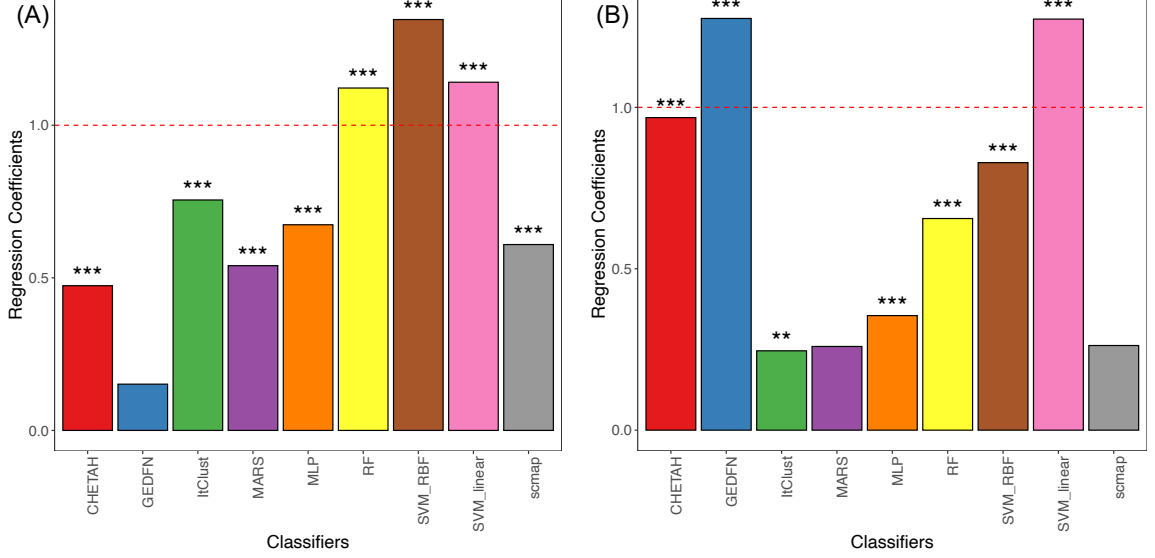 (A)
Regression Coefficients
1.0
0.5
0.0
***
***
***
***
***
***
***
***
CHETAH
GEDFN
ItClust
MARS
MLP
RF
SVM_RBF
SVM_linear
scmap
Classifiers
(B)
Regression Coefficients
1.0
0.5
0.0
***
***
**
***
***
***
***
CHETAH
GEDFN
ItClust
MARS
MLP
RF
SVM_RBF
SVM_linear
scmap
Classifiers